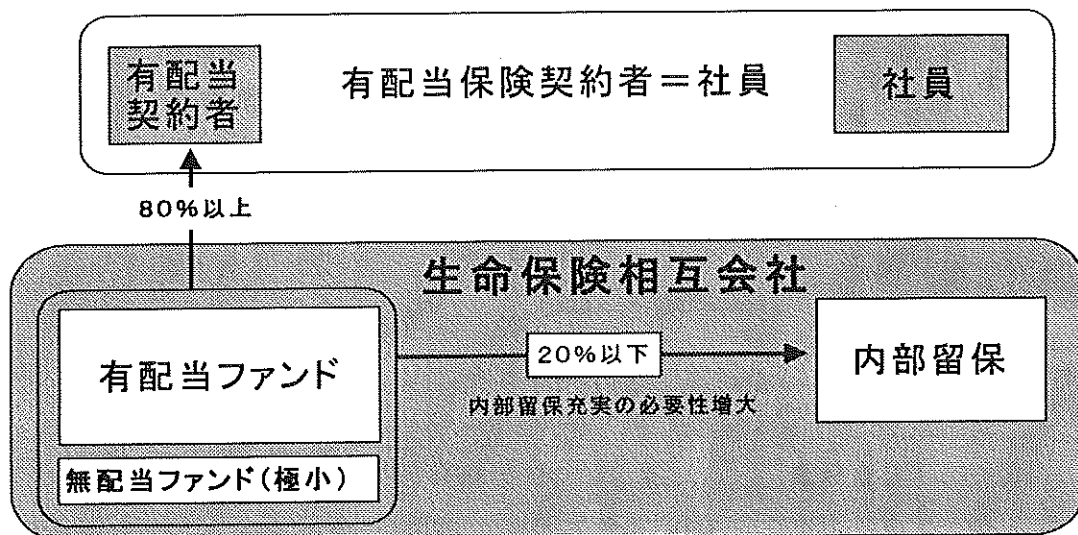 有配当
契約者
有配当保険契約者＝社員
社員
80%以上
生命保険相互会社
有配当ファンド
20%以下
内部留保
内部留保充実の必要性増大
無配当ファンド(極小)